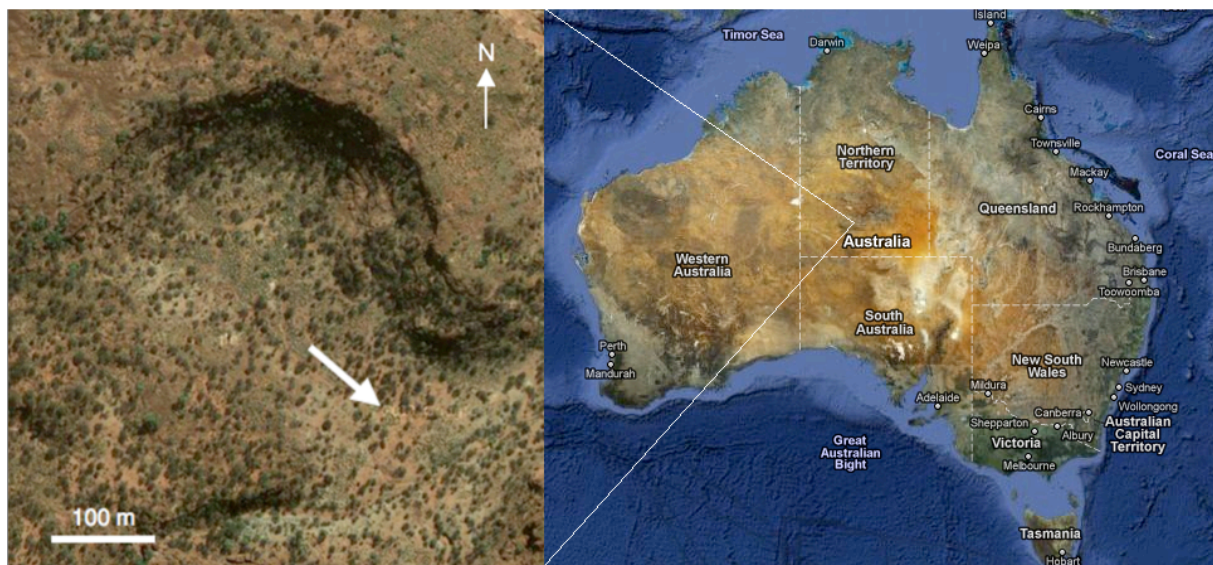 N
100 m
Timor Sea
Darwin
Island
Weipa
Cairns
Townsville
Coral Sea
Northern
Territory
Mackay
Queensland
Rockhampton
Australia
Bundaberg
Western
Australia
Brisbane
Toowoomba
South
Australia
New South
Wales
Newcastle
Perth
Mandurah
Mildura
Sydney
Adelaide
Wollongong
Canberra
Shepparton
Albury
Australian
Capital
Territory
Victoria
Great
Australian
Bight
Melbourne
Tasmania
Hobart